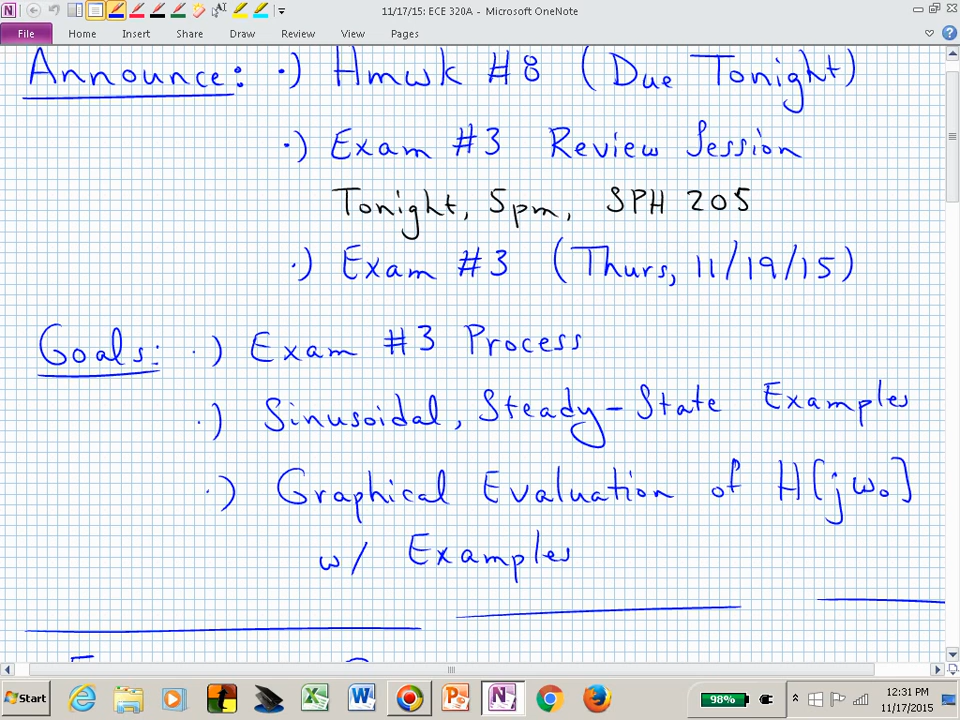 11/17/15: ECE 320A - Microsoft OneNote
File Home Insert Share Draw Review View Pages
Announce: ·) Hmwk #8 (Due Tonight)
·) Exam #3 Review Session
Tonight, 5pm, SPH 205
·) Exam #3 (Thurs, 11/19/15)
Goals: ·) Exam #3 Process
·) Sinusoidal, Steady-State Examples
·) Graphical Evaluation of H[jω₀]
w/ Examples
Start
98%
12:31 PM
11/17/2015